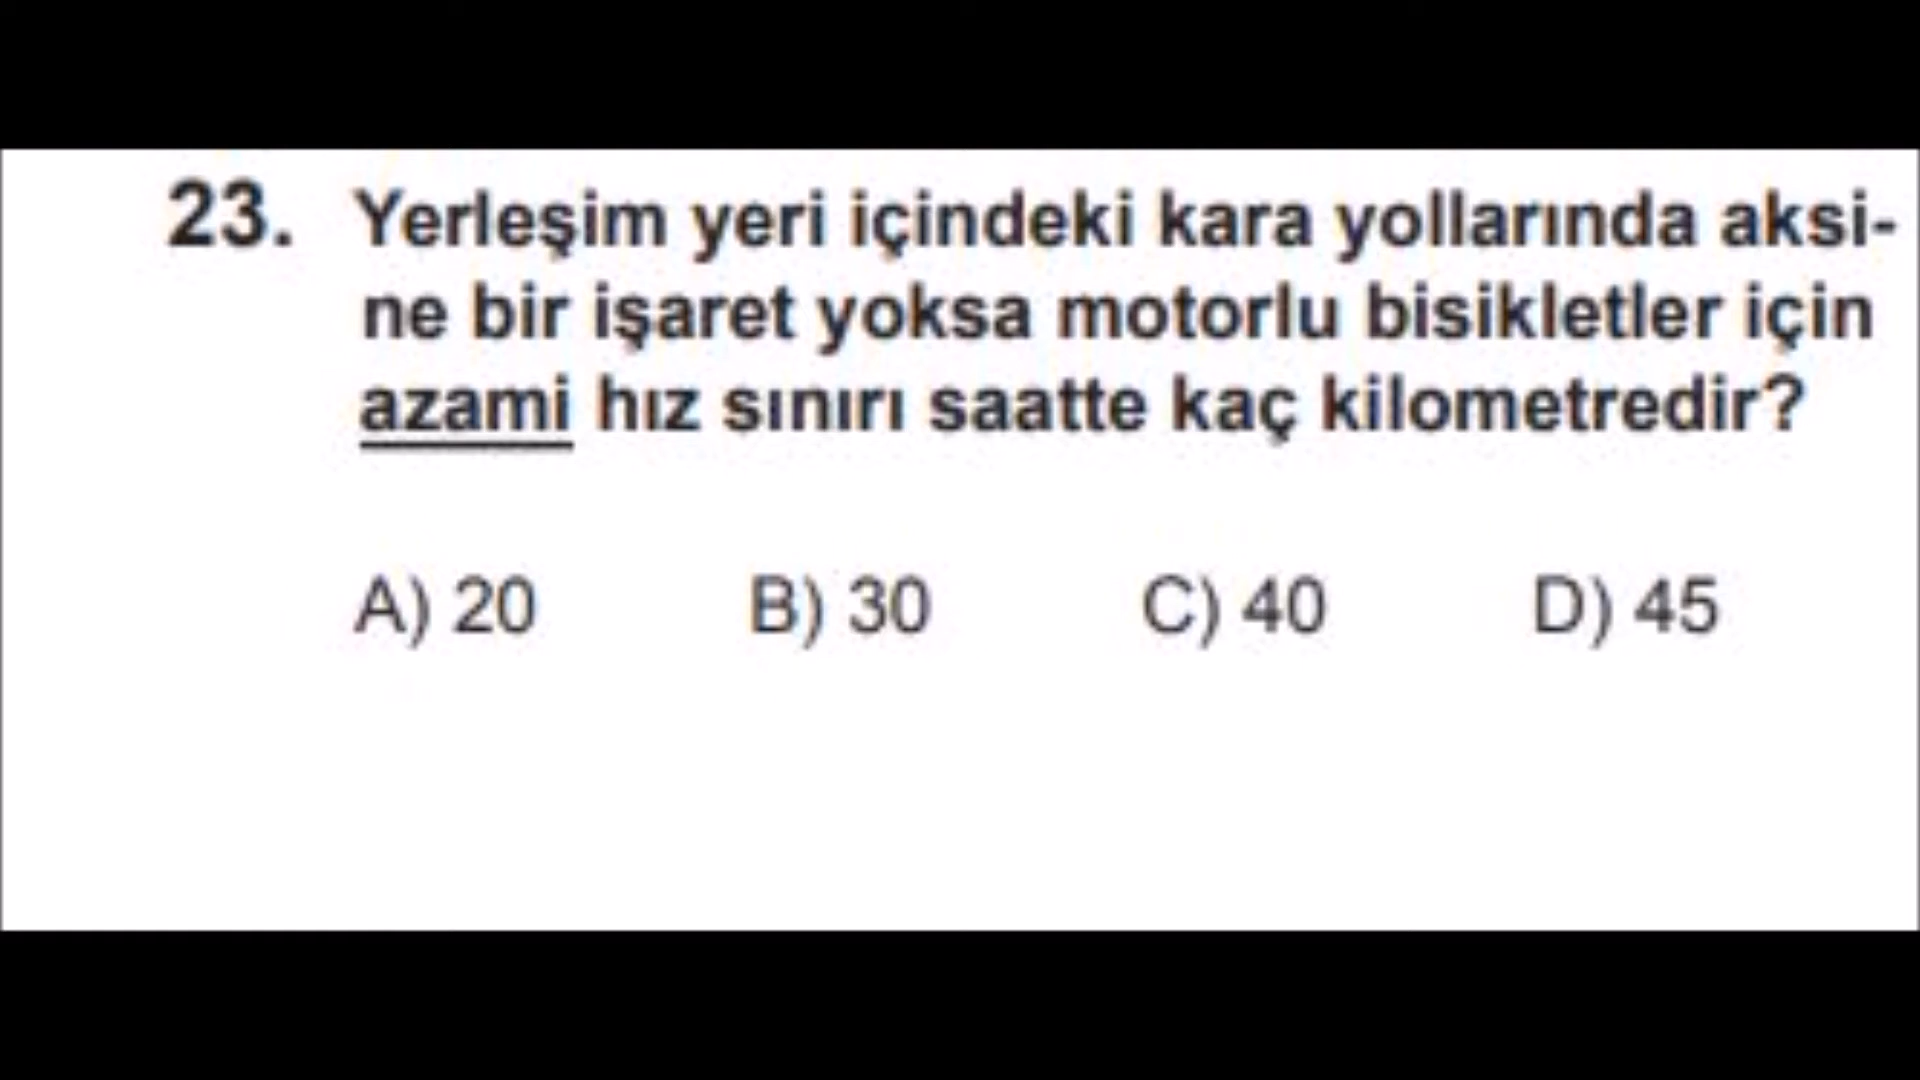 23. Yerleşim yeri içindeki kara yollarında aksi-
ne bir işaret yoksa motorlu bisikletler için
azami hız sınırı saatte kaç kilometredir?
A) 20 B) 30 C) 40 D) 45